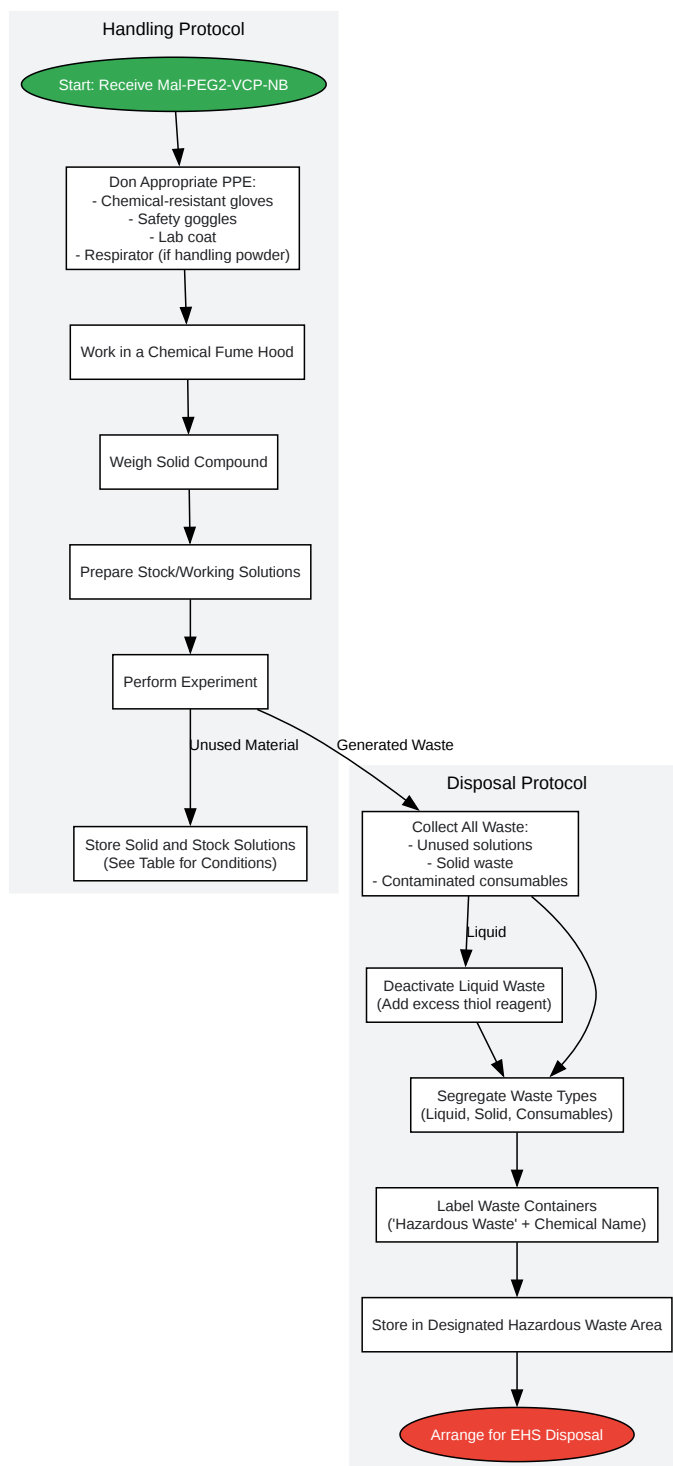 Handling Protocol
Start: Receive Mal-PEG2-VCP-NB
Don Appropriate PPE:
- Chemical-resistant gloves
- Safety goggles
- Lab coat
- Respirator (if handling powder)
Work in a Chemical Fume Hood
Weigh Solid Compound
Prepare Stock/Working Solutions
Perform Experiment
Unused Material
Generated Waste
Store Solid and Stock Solutions
(See Table for Conditions)
Disposal Protocol
Collect All Waste:
- Unused solutions
- Solid waste
- Contaminated consumables
Liquid
Deactivate Liquid Waste
(Add excess thiol reagent)
Segregate Waste Types
(Liquid, Solid, Consumables)
Label Waste Containers
('Hazardous Waste' + Chemical Name)
Store in Designated Hazardous Waste Area
Arrange for EHS Disposal